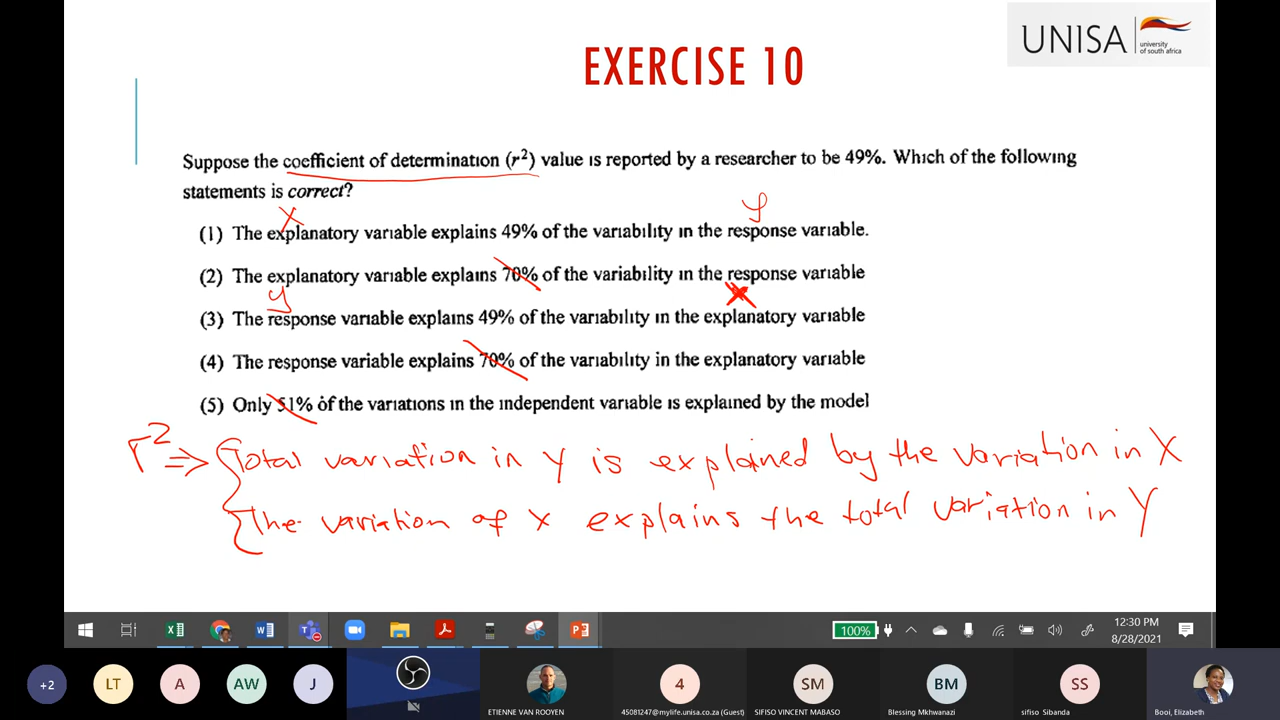 UNISA
university
of south africa
EXERCISE 10
Suppose the coefficient of determination (r²) value is reported by a researcher to be 49%. Which of the following
statements is correct?
X
y
(1) The explanatory variable explains 49% of the variability in the response variable.
(2) The explanatory variable explains 70% of the variability in the response variable
y
x
(3) The response variable explains 49% of the variability in the explanatory variable
(4) The response variable explains 70% of the variability in the explanatory variable
(5) Only 51% of the variations in the independent variable is explained by the model
r² ⇒ { Total variation in y is explained by the variation in X
The variation of x explains the total variation in Y
100%
12:30 PM
8/28/2021
+2
LT
A
AW
J
ETIENNE VAN ROOYEN
4
45081247@mylife.unisa.co.za (Guest)
SM
SIFISO VINCENT MABASO
BM
Blessing Mkhwanazi
SS
sifiso Sibanda
Booi, Elizabeth